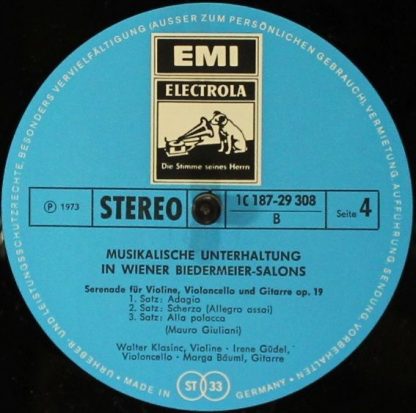 EMI
ELECTROLA
Die Stimme seines Herrn
℗ 1973
STEREO
1C 187-29 308
B
Seite 4
MUSIKALISCHE UNTERHALTUNG
IN WIENER BIEDERMEIER-SALONS
Serenade für Violine, Violoncello und Gitarre op. 19
1. Satz: Adagio
2. Satz: Scherzo (Allegro assai)
3. Satz: Alla polacca
(Mauro Giuliani)
Walter Klasinc, Violine - Irene Güdel,
Violoncello - Marga Bäuml, Gitarre
URHEBER- UND LEISTUNGSSCHUTZRECHTE, BESONDERS VERVIELFÄLTIGUNG (AUSSER ZUM PERSÖNLICHEN GEBRAUCH), VERMIETUNG, AUFFÜHRUNG, SENDUNG VORBEHALTEN
MADE IN ST 33 GERMANY